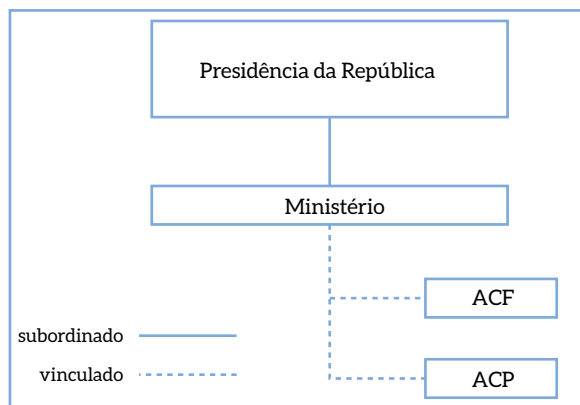 Presidência da República
Ministério
ACF
subordinado
vinculado
ACP